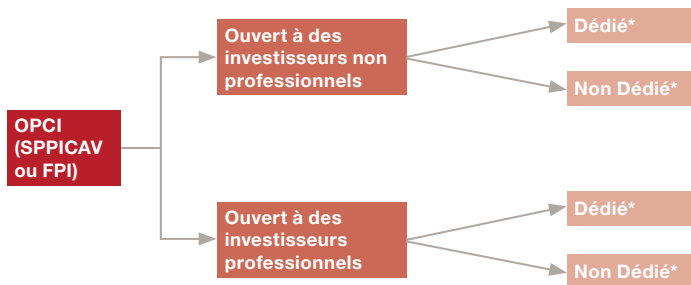 OPCI
(SPPICAV
ou FPI)
Ouvert à des
investisseurs non
professionnels
Dédié*
Non Dédié*
Ouvert à des
investisseurs
professionnels
Dédié*
Non Dédié*